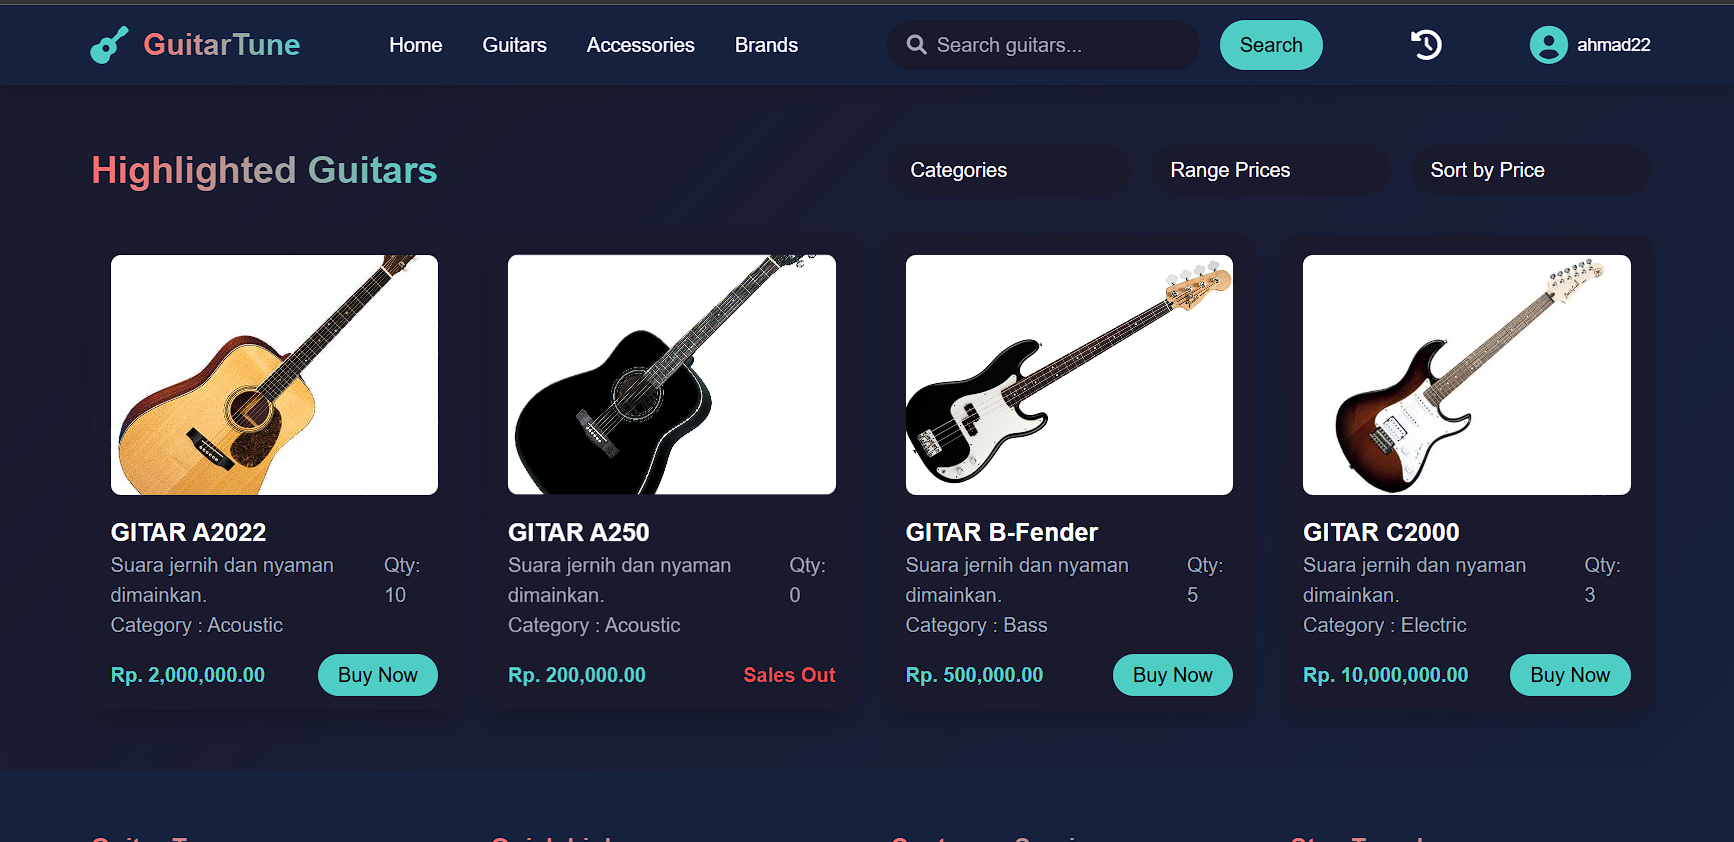 GuitarTune
Home
Guitars
Accessories
Brands
Search guitars...
Search
ahmad22
Highlighted Guitars
Categories
Range Prices
Sort by Price
GITAR A2022
Suara jernih dan nyaman
dimainkan.
Qty:
10
Category : Acoustic
Rp. 2,000,000.00
Buy Now
GITAR A250
Suara jernih dan nyaman
dimainkan.
Qty:
0
Category : Acoustic
Rp. 200,000.00
Sales Out
GITAR B-Fender
Suara jernih dan nyaman
dimainkan.
Qty:
5
Category : Bass
Rp. 500,000.00
Buy Now
GITAR C2000
Suara jernih dan nyaman
dimainkan.
Qty:
3
Category : Electric
Rp. 10,000,000.00
Buy Now